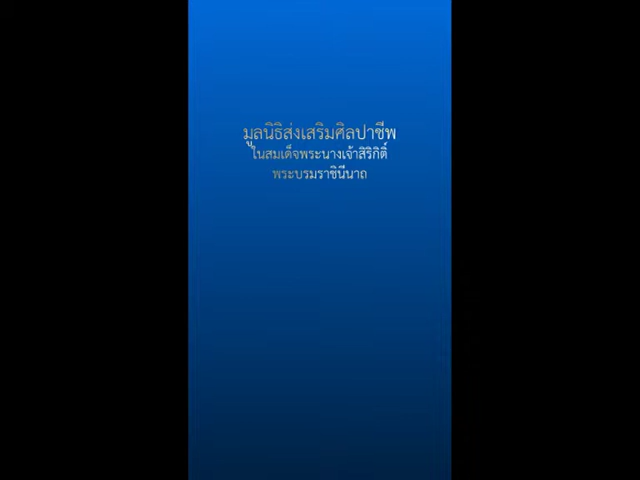 มูลนิธิส่งเสริมศิลปาชีพ
ในสมเด็จพระนางเจ้าสิริกิติ์
พระบรมราชินีนาถ